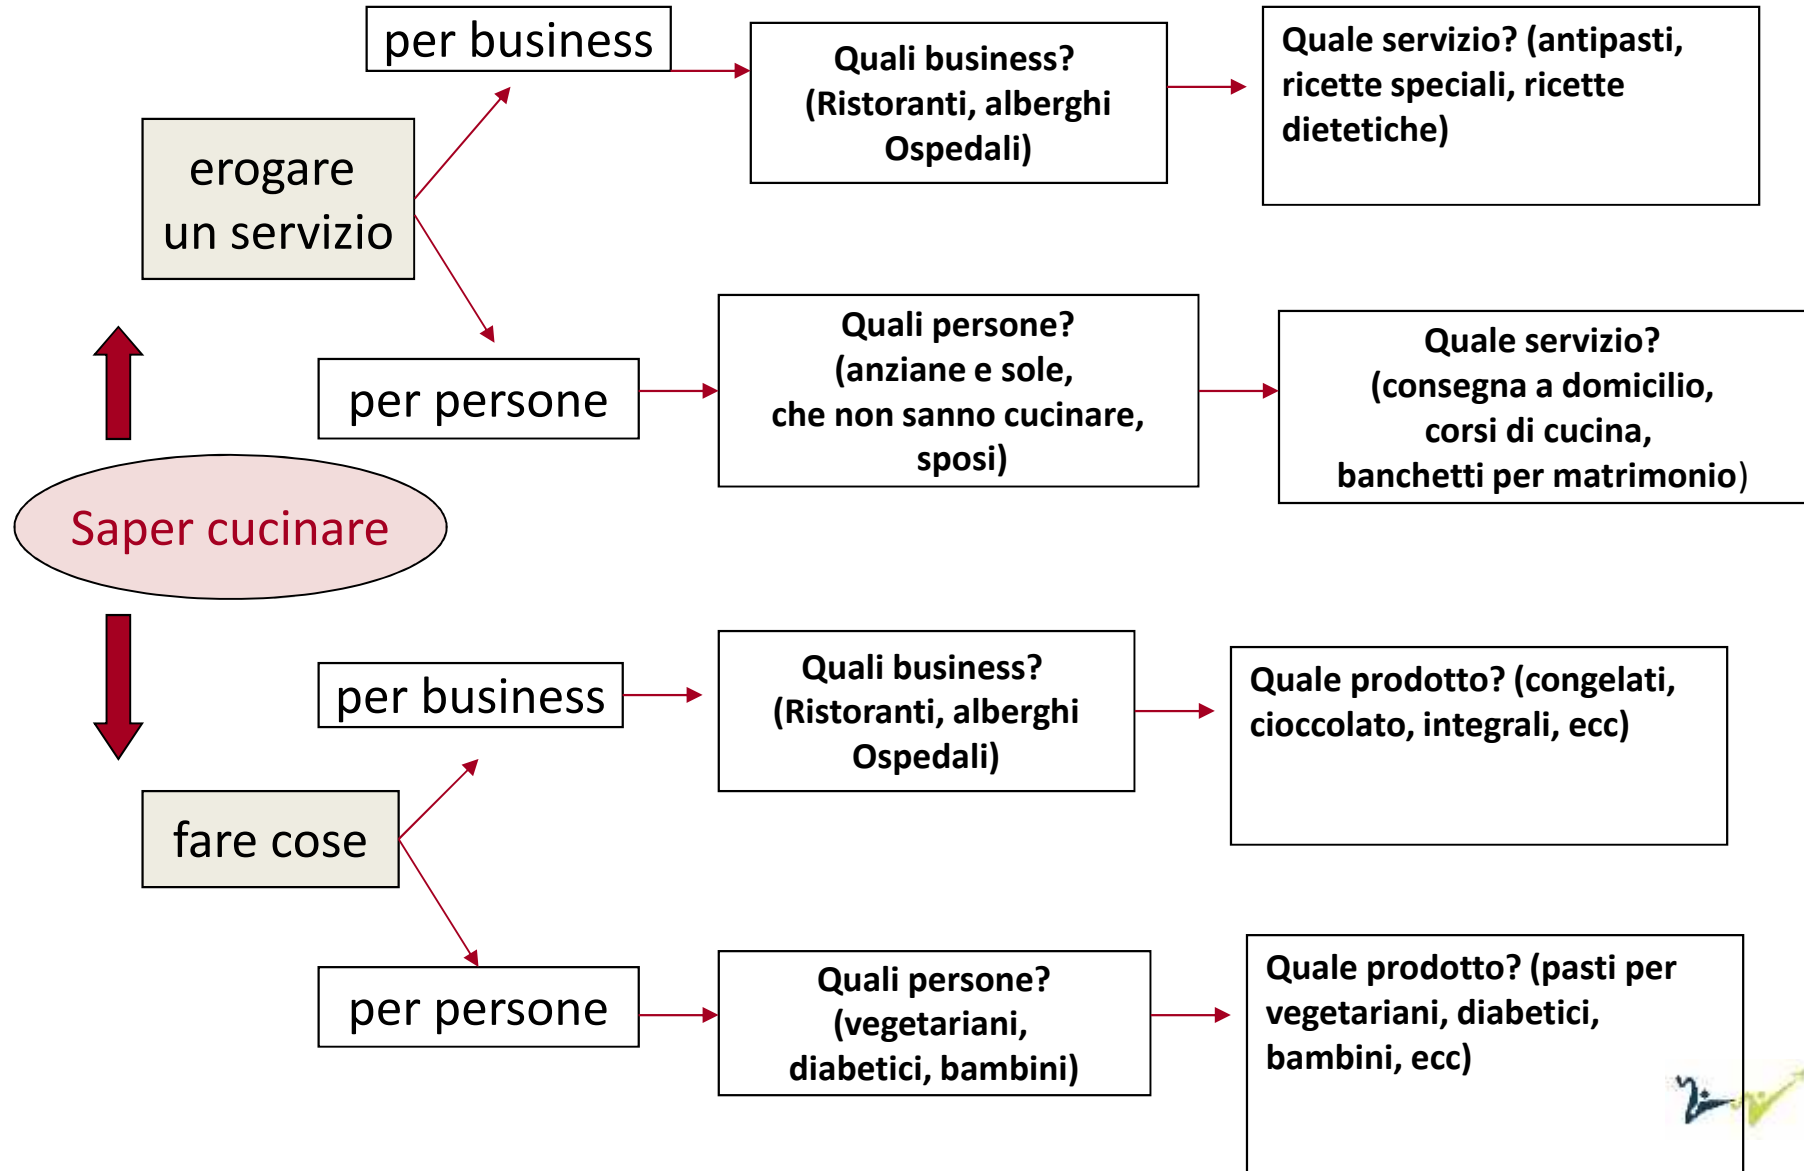 per business
Quali business?
(Ristoranti, alberghi
Ospedali)
Quale servizio? (antipasti,
ricette speciali, ricette
dietetiche)
erogare
un servizio
per persone
Quali persone?
(anziane e sole,
che non sanno cucinare,
sposi)
Quale servizio?
(consegna a domicilio,
corsi di cucina,
banchetti per matrimonio)
Saper cucinare
per business
Quali business?
(Ristoranti, alberghi
Ospedali)
Quale prodotto? (congelati,
cioccolato, integrali, ecc)
fare cose
per persone
Quali persone?
(vegetariani,
diabetici, bambini)
Quale prodotto? (pasti per
vegetariani, diabetici,
bambini, ecc)